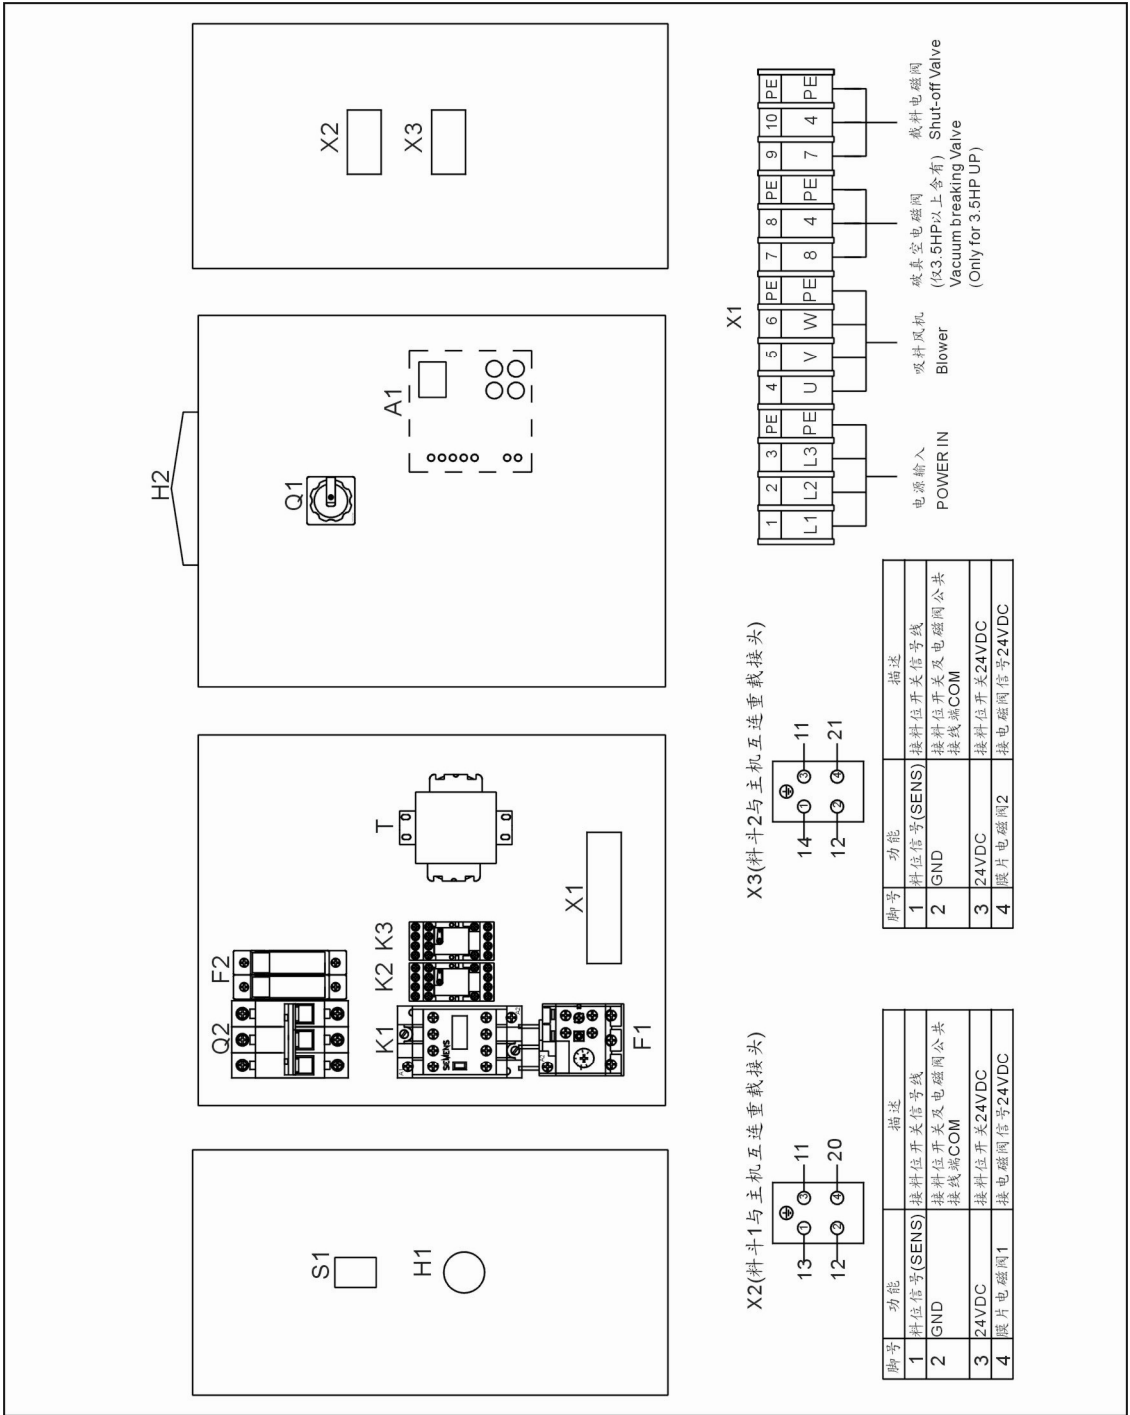 S1
H1
Q2 F2
K1 K2 K3
SIEMENS
F1
T
X1
H2
Q1
A1
X2
X3
X2(料斗1与主机互连重载接头)
13 1 3 11
12 2 4 20
脚号 功能 描述
1 料位信号(SENS) 接料位开关信号线
2 GND 接料位开关及电磁阀公共
接线端COM
3 24VDC 接料位开关24VDC
4 膜片电磁阀1 接电磁阀信号24VDC
X3(料斗2与主机互连重载接头)
14 1 3 11
12 2 4 21
脚号 功能 描述
1 料位信号(SENS) 接料位开关信号线
2 GND 接料位开关及电磁阀公共
接线端COM
3 24VDC 接料位开关24VDC
4 膜片电磁阀2 接电磁阀信号24VDC
X1
1 2 3 PE 4 5 6 PE 7 8 PE 9 10 PE
L1 L2 L3 PE U V W PE 8 4 PE 7 4 PE
电源输入
POWER IN
吸料风机
Blower
破真空电磁阀
(仅3.5HP以上含有)
Vacuum breaking Valve
(Only for 3.5HP UP)
截料电磁阀
Shut-off Valve